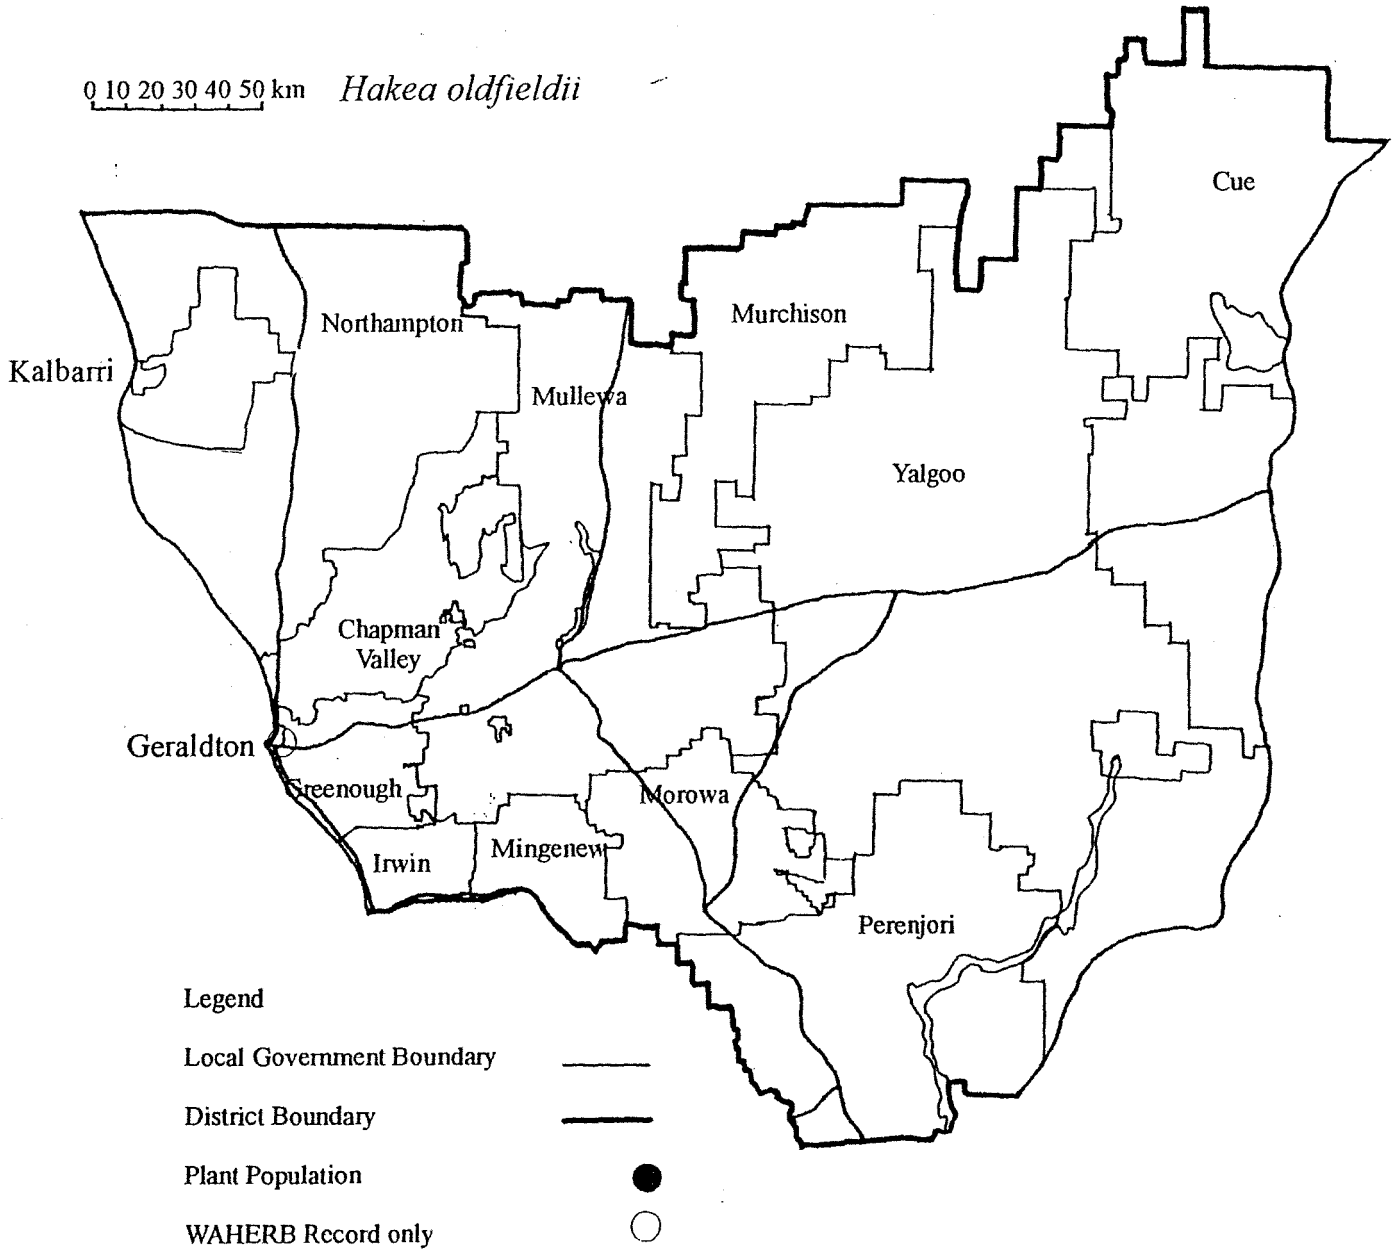 0 10 20 30 40 50 km
Hakea oldfieldii
Cue
Northampton
Murchison
Kalbarri
Mullewa
Yalgoo
Chapman
Valley
Geraldton
Greenough
Morowa
Irwin
Mingenew
Perenjori
Legend
Local Government Boundary
District Boundary
Plant Population
WAHERB Record only